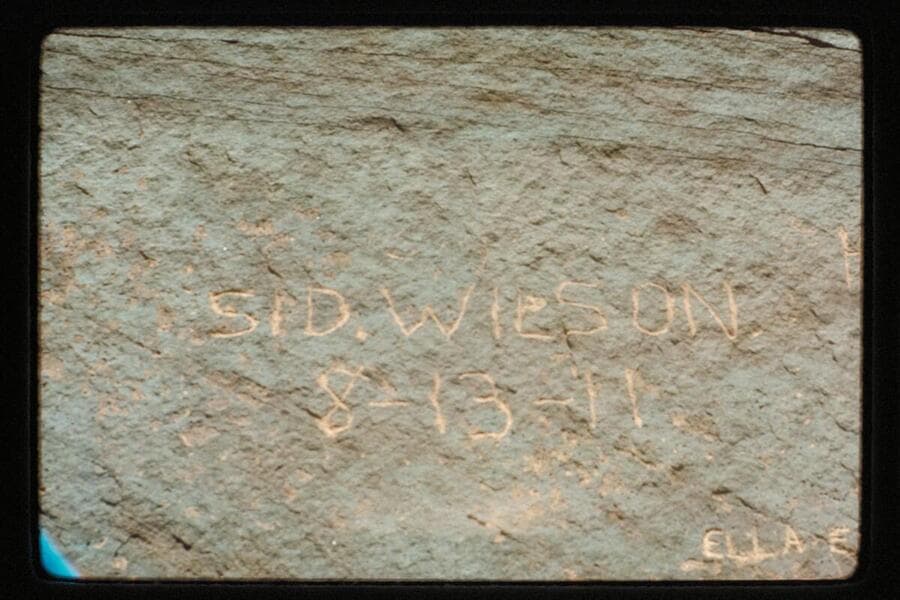 SID. WILSON
8-13-11
ELLA E